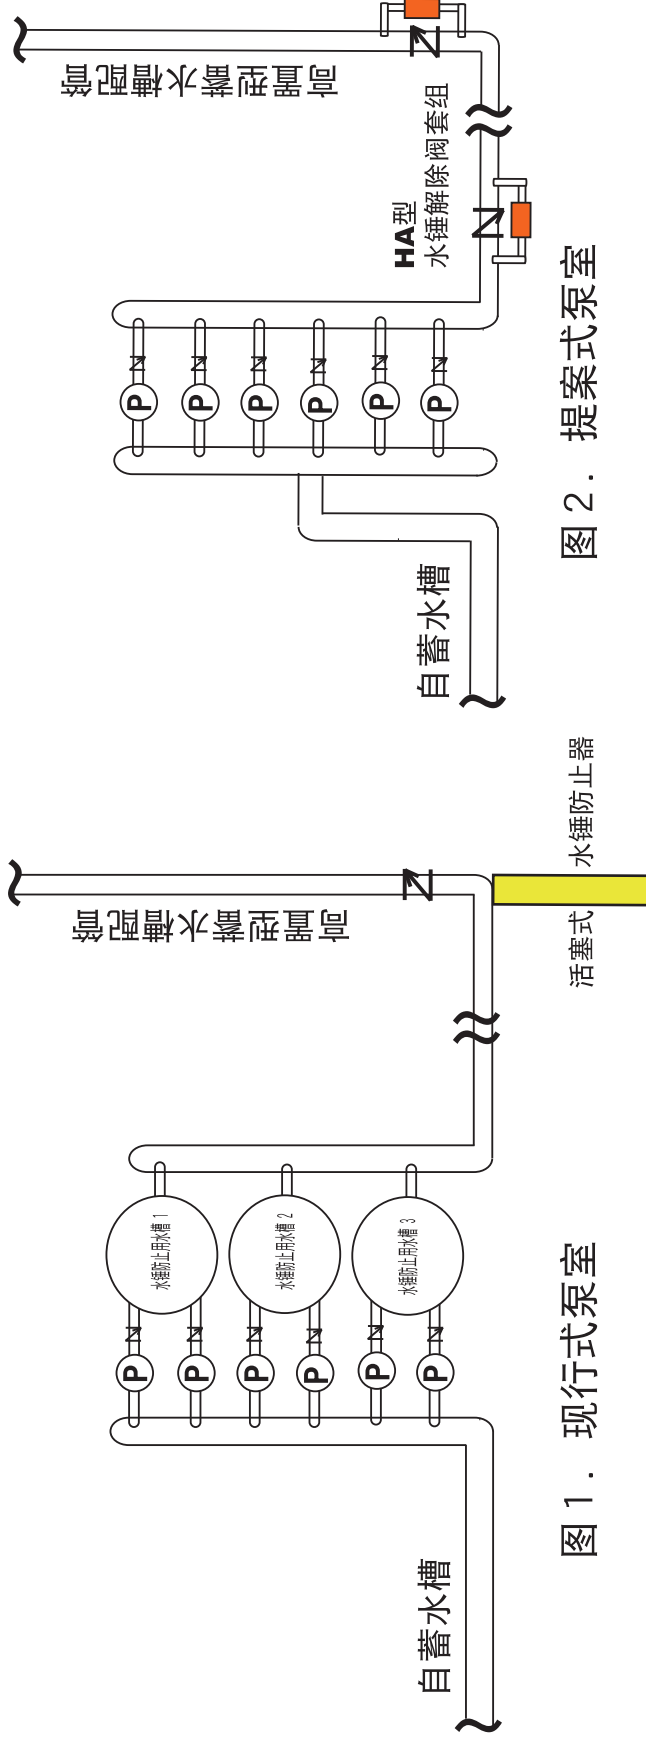 高置型蓄水槽配管
HA型
水锤解除阀套组
P
P
P
P
P
P
自蓄水槽
图 2. 提案式泵室
高置型蓄水槽配管
活塞式 水锤防止器
水锤防止用水槽 1
水锤防止用水槽 2
水锤防止用水槽 3
P
P
P
P
P
P
自蓄水槽
图 1. 现行式泵室